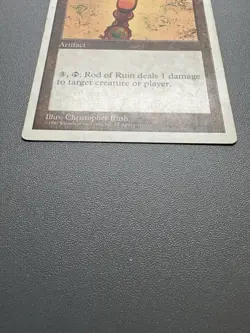 Artifact
3, T: Rod of Ruin deals 1 damage
to target creature or player.
Illus. Christopher Rush